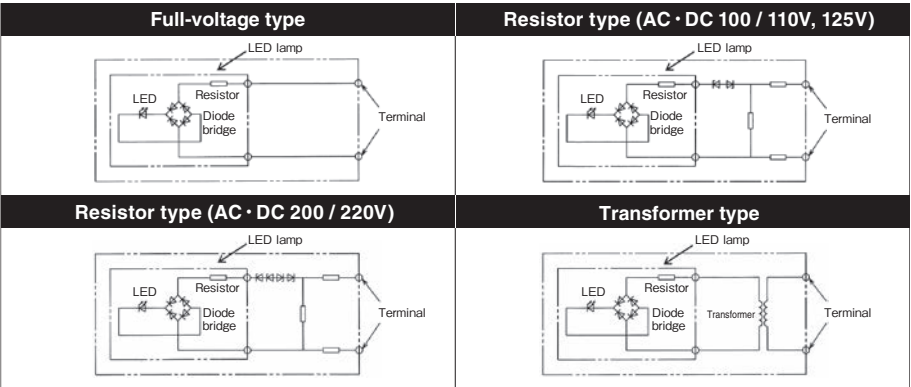 Full-voltage type
LED lamp
LED
Resistor
Diode
bridge
Terminal
Resistor type (AC・DC 100 / 110V, 125V)
LED lamp
LED
Resistor
Diode
bridge
Terminal
Resistor type (AC・DC 200 / 220V)
LED lamp
LED
Resistor
Diode
bridge
Terminal
Transformer type
LED lamp
LED
Resistor
Diode
bridge
Transformer
Terminal